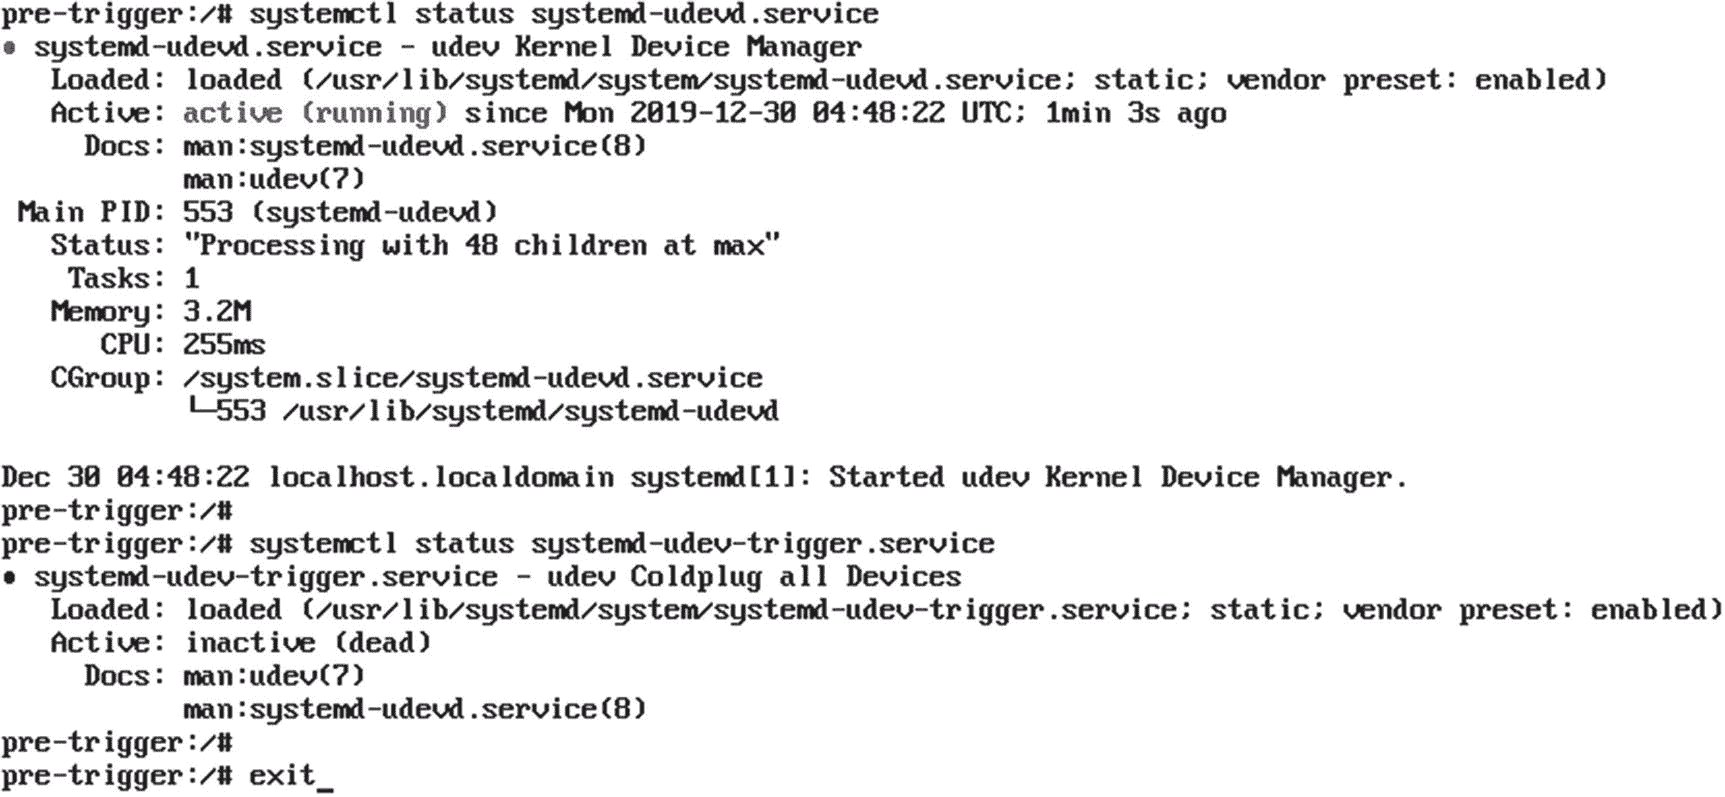 pre-trigger:/# systemctl status systemd-udevd.service
● systemd-udevd.service - udev Kernel Device Manager
   Loaded: loaded (/usr/lib/systemd/system/systemd-udevd.service; static; vendor preset: enabled)
   Active: active (running) since Mon 2019-12-30 04:48:22 UTC; 1min 3s ago
     Docs: man:systemd-udevd.service(8)
           man:udev(7)
 Main PID: 553 (systemd-udevd)
   Status: "Processing with 48 children at max"
    Tasks: 1
   Memory: 3.2M
      CPU: 255ms
   CGroup: /system.slice/systemd-udevd.service
           └─553 /usr/lib/systemd/systemd-udevd

Dec 30 04:48:22 localhost.localdomain systemd[1]: Started udev Kernel Device Manager.
pre-trigger:/#
pre-trigger:/# systemctl status systemd-udev-trigger.service
● systemd-udev-trigger.service - udev Coldplug all Devices
   Loaded: loaded (/usr/lib/systemd/system/systemd-udev-trigger.service; static; vendor preset: enabled)
   Active: inactive (dead)
     Docs: man:udev(7)
           man:systemd-udevd.service(8)
pre-trigger:/#
pre-trigger:/# exit_